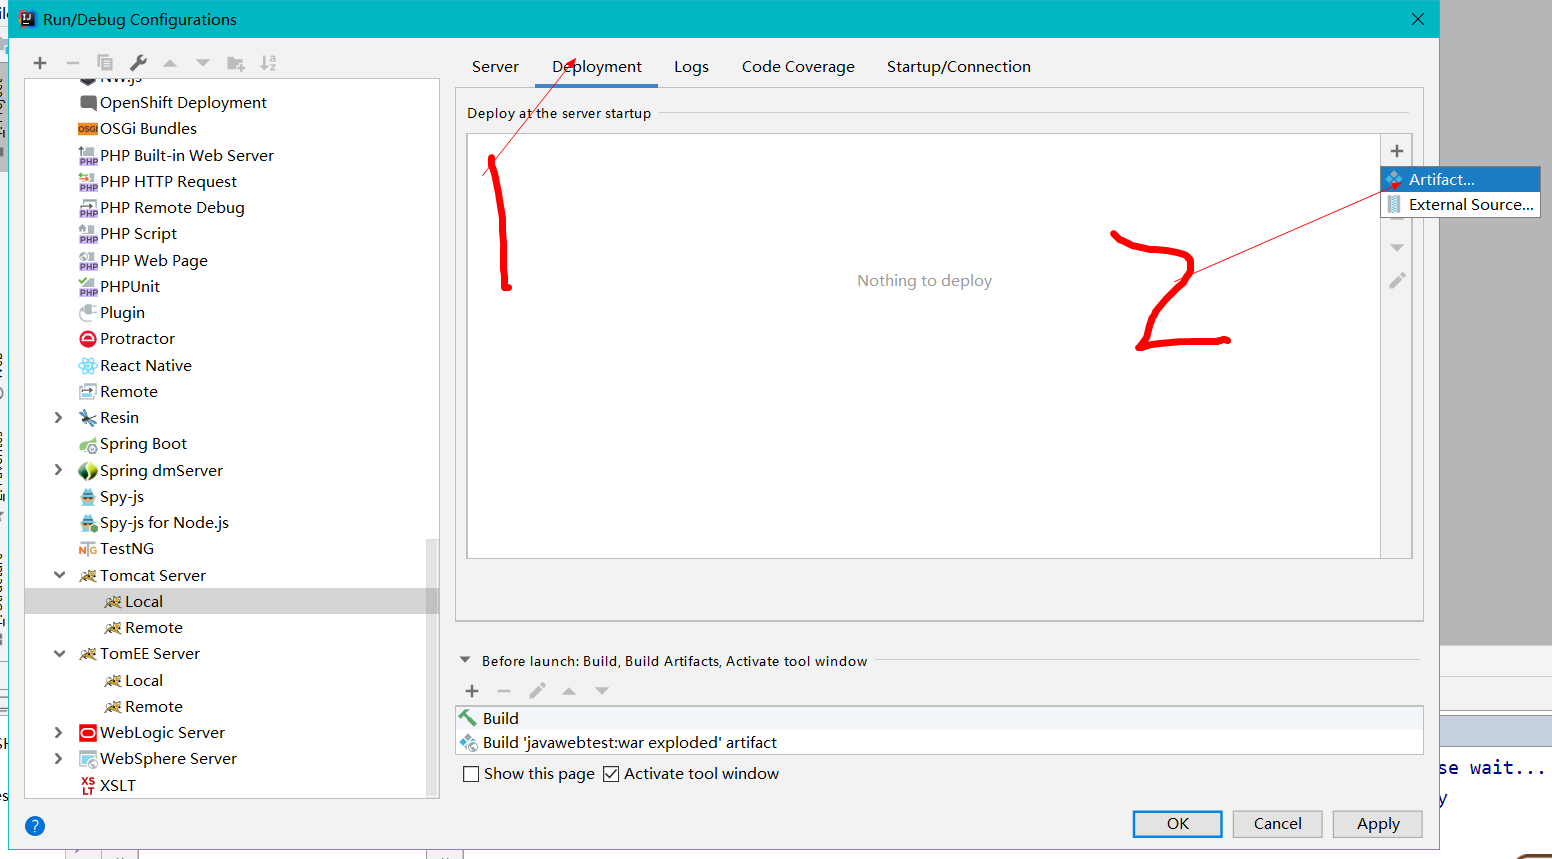 Run/Debug Configurations
NW.js
OpenShift Deployment
OSGi Bundles
PHP Built-in Web Server
PHP HTTP Request
PHP Remote Debug
PHP Script
PHP Web Page
PHPUnit
Plugin
Protractor
React Native
Remote
Resin
Spring Boot
Spring dmServer
Spy-js
Spy-js for Node.js
TestNG
Tomcat Server
Local
Remote
TomEE Server
Local
Remote
WebLogic Server
WebSphere Server
XSLT
Server Deployment Logs Code Coverage Startup/Connection
Deploy at the server startup
1
Artifact...
External Source...
2
Nothing to deploy
Before launch: Build, Build Artifacts, Activate tool window
Build
Build 'javawebtest:war exploded' artifact
Show this page Activate tool window
se wait...
y
?
OK Cancel Apply